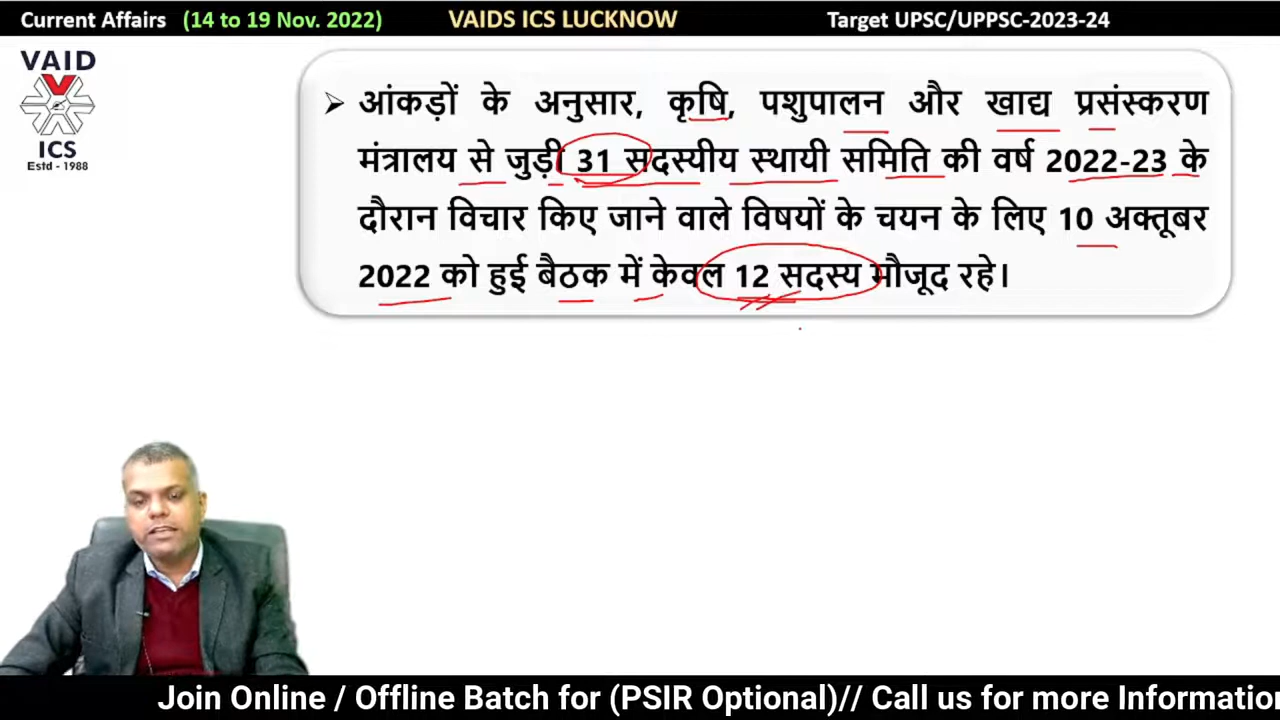 Current Affairs (14 to 19 Nov. 2022) VAIDS ICS LUCKNOW Target UPSC/UPPSC-2023-24
VAID
ICS
Estd - 1988
➢ आंकड़ों के अनुसार, कृषि, पशुपालन और खाद्य प्रसंस्करण
मंत्रालय से जुड़ी 31 सदस्यीय स्थायी समिति की वर्ष 2022-23 के
दौरान विचार किए जाने वाले विषयों के चयन के लिए 10 अक्तूबर
2022 को हुई बैठक में केवल 12 सदस्य मौजूद रहे।
Join Online / Offline Batch for (PSIR Optional)// Call us for more Informatio